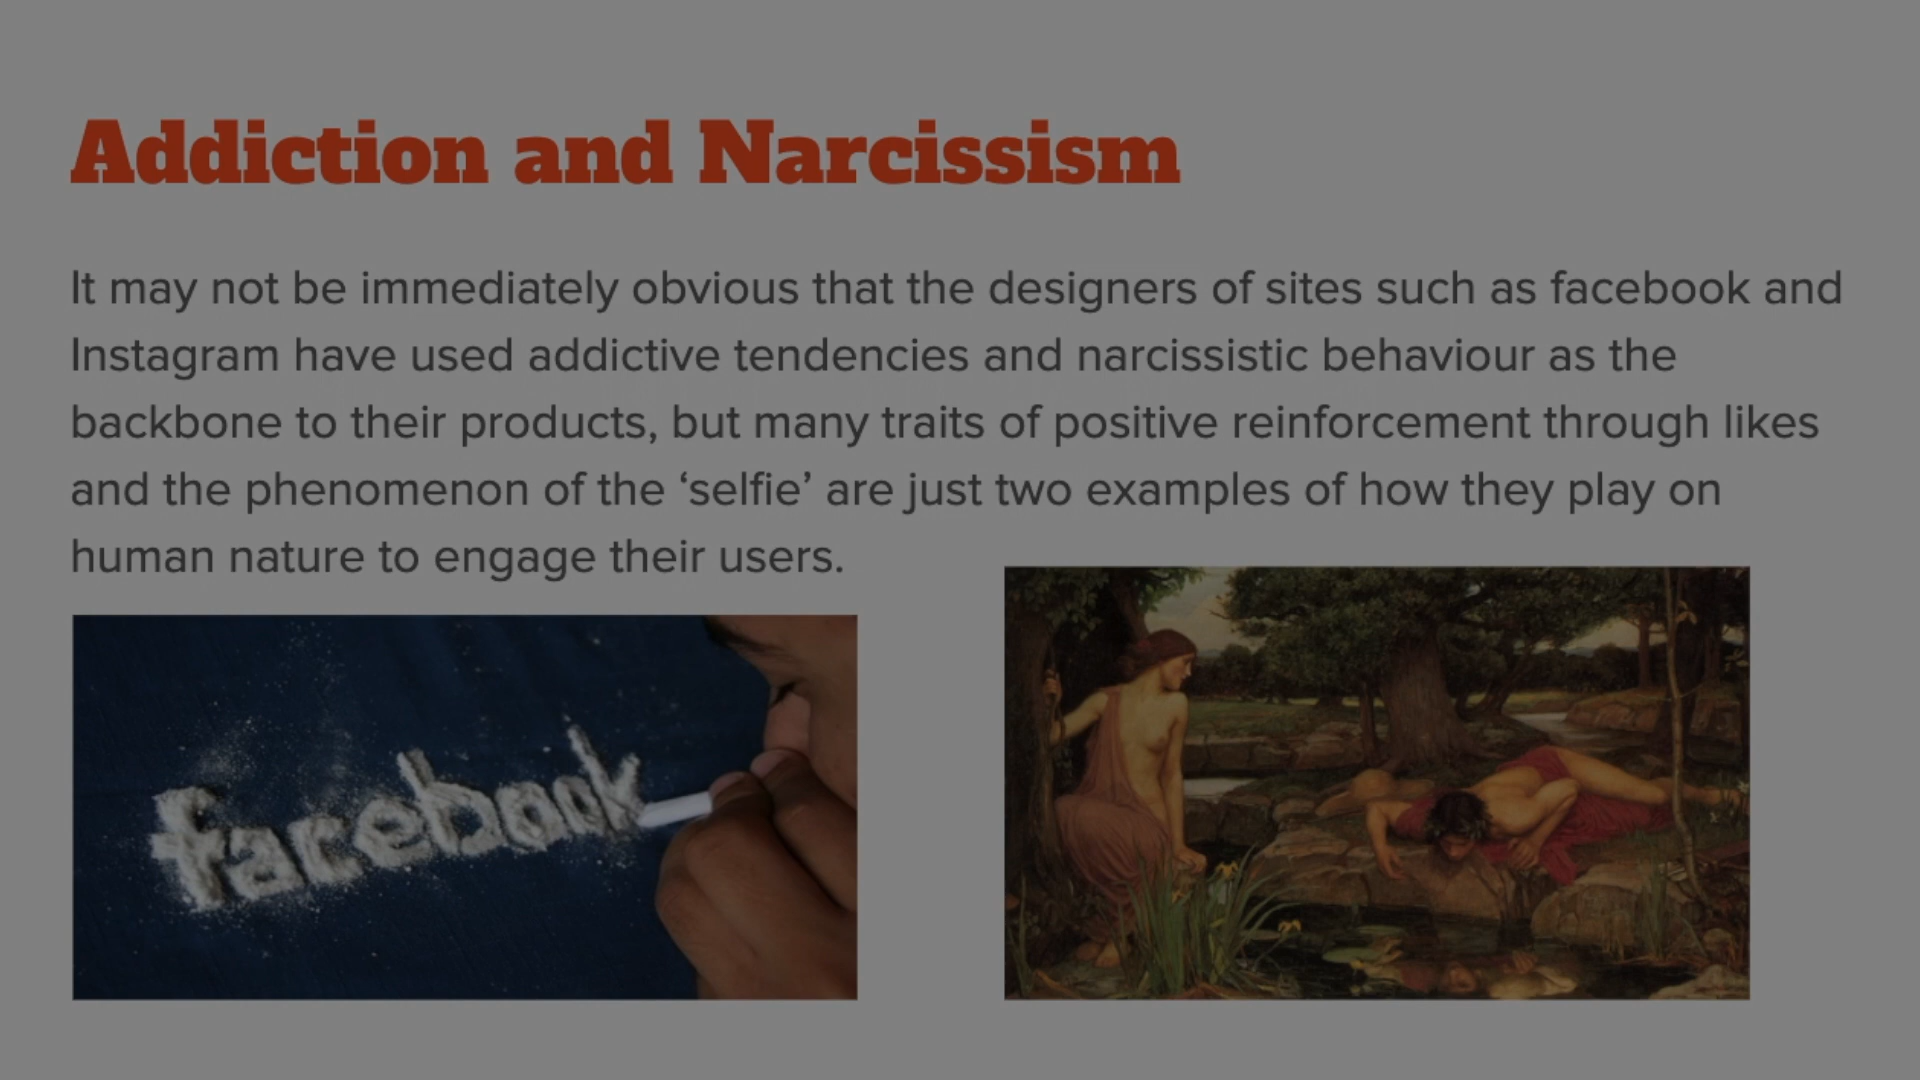 Addiction and Narcissism
It may not be immediately obvious that the designers of sites such as facebook and
Instagram have used addictive tendencies and narcissistic behaviour as the
backbone to their products, but many traits of positive reinforcement through likes
and the phenomenon of the ‘selfie’ are just two examples of how they play on
human nature to engage their users.
facebook